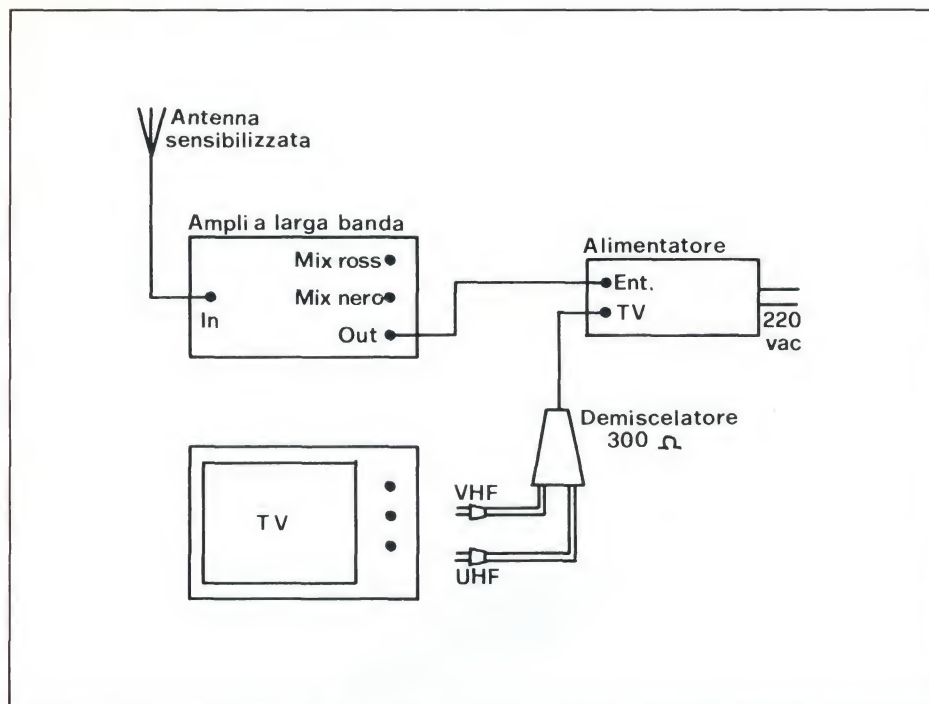 Antenna
sensibilizzata
Ampli a larga banda
Mix ross
Mix nero
In
Out
Alimentatore
Ent.
TV
220
vac
Demiscelatore
300 Ω
VHF
UHF
TV